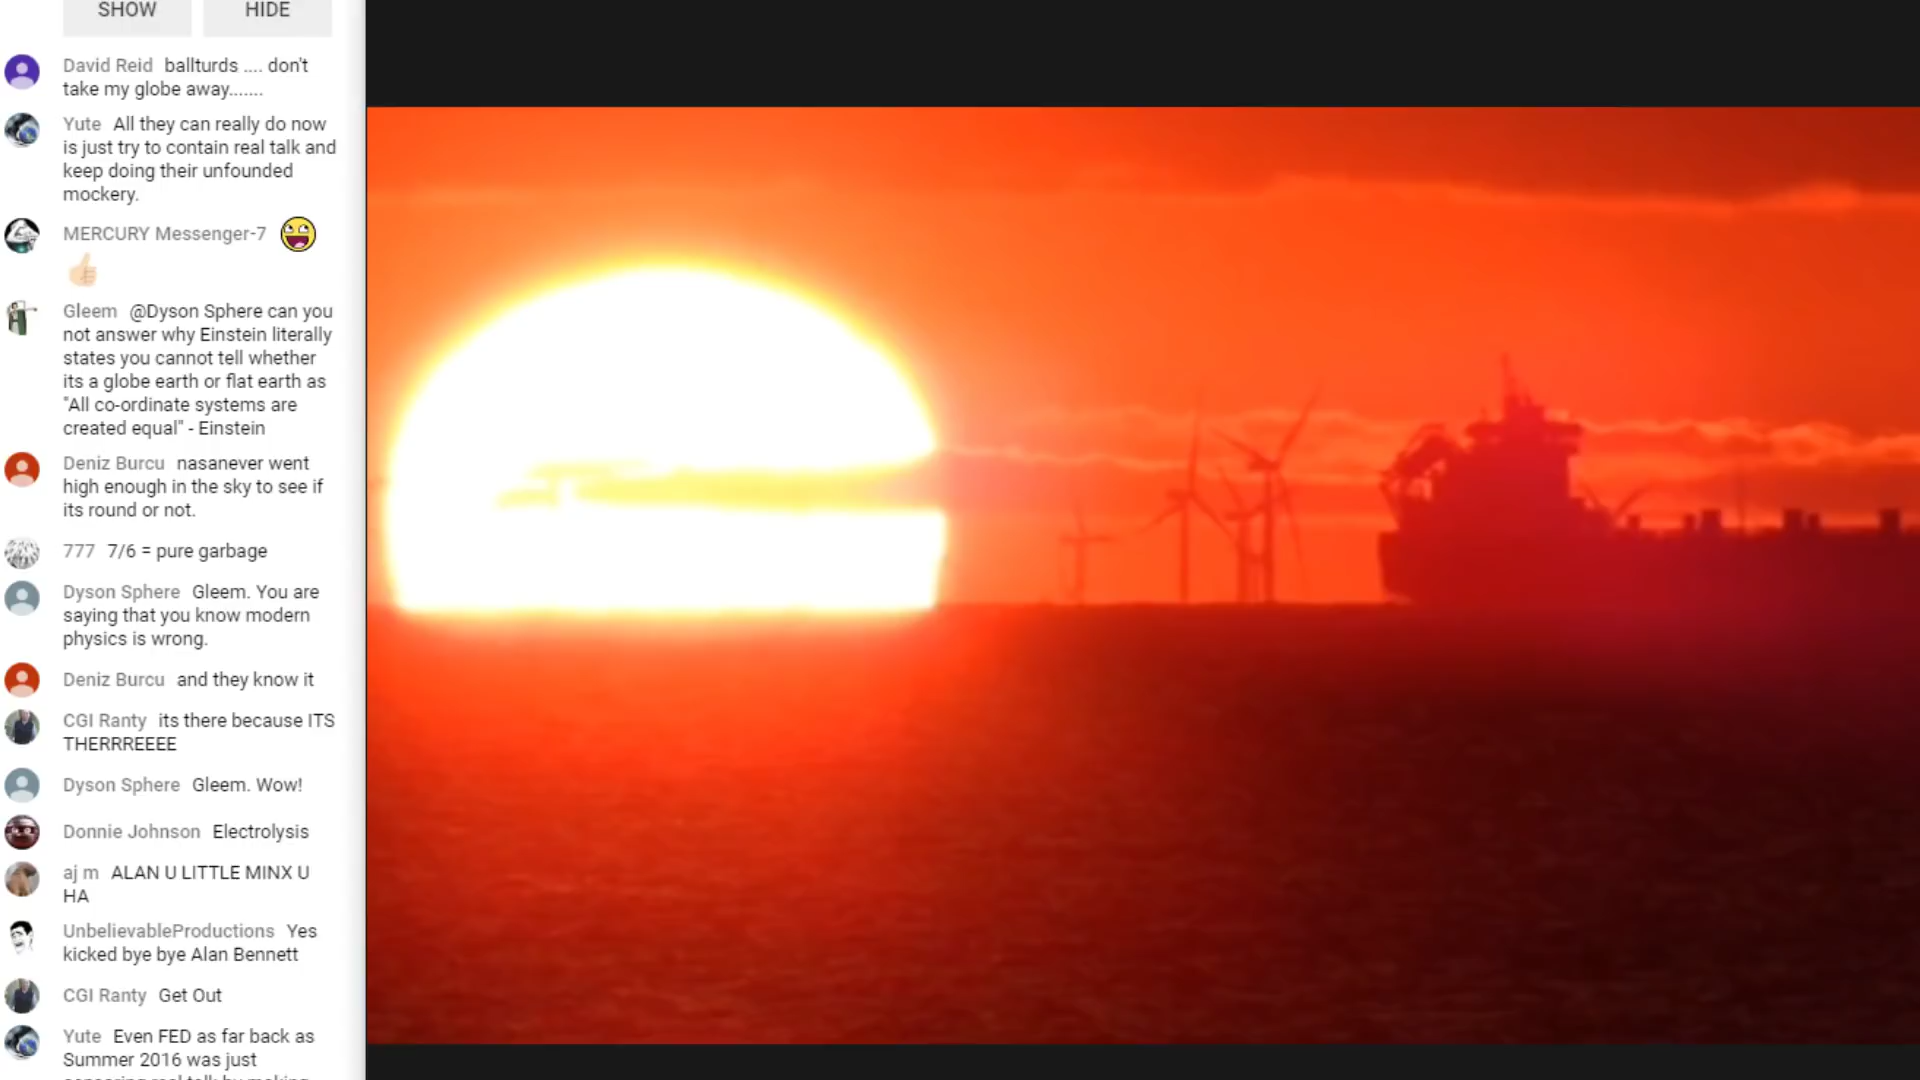 SHOW HIDE
David Reid ballturds .... don't
take my globe away.......
Yute All they can really do now
is just try to contain real talk and
keep doing their unfounded
mockery.
MERCURY Messenger-7
Gleem @Dyson Sphere can you
not answer why Einstein literally
states you cannot tell whether
its a globe earth or flat earth as
"All co-ordinate systems are
created equal" - Einstein
Deniz Burcu nasanever went
high enough in the sky to see if
its round or not.
777 7/6 = pure garbage
Dyson Sphere Gleem. You are
saying that you know modern
physics is wrong.
Deniz Burcu and they know it
CGI Ranty its there because ITS
THERRREEEE
Dyson Sphere Gleem. Wow!
Donnie Johnson Electrolysis
aj m ALAN U LITTLE MINX U
HA
UnbelievableProductions Yes
kicked bye bye Alan Bennett
CGI Ranty Get Out
Yute Even FED as far back as
Summer 2016 was just